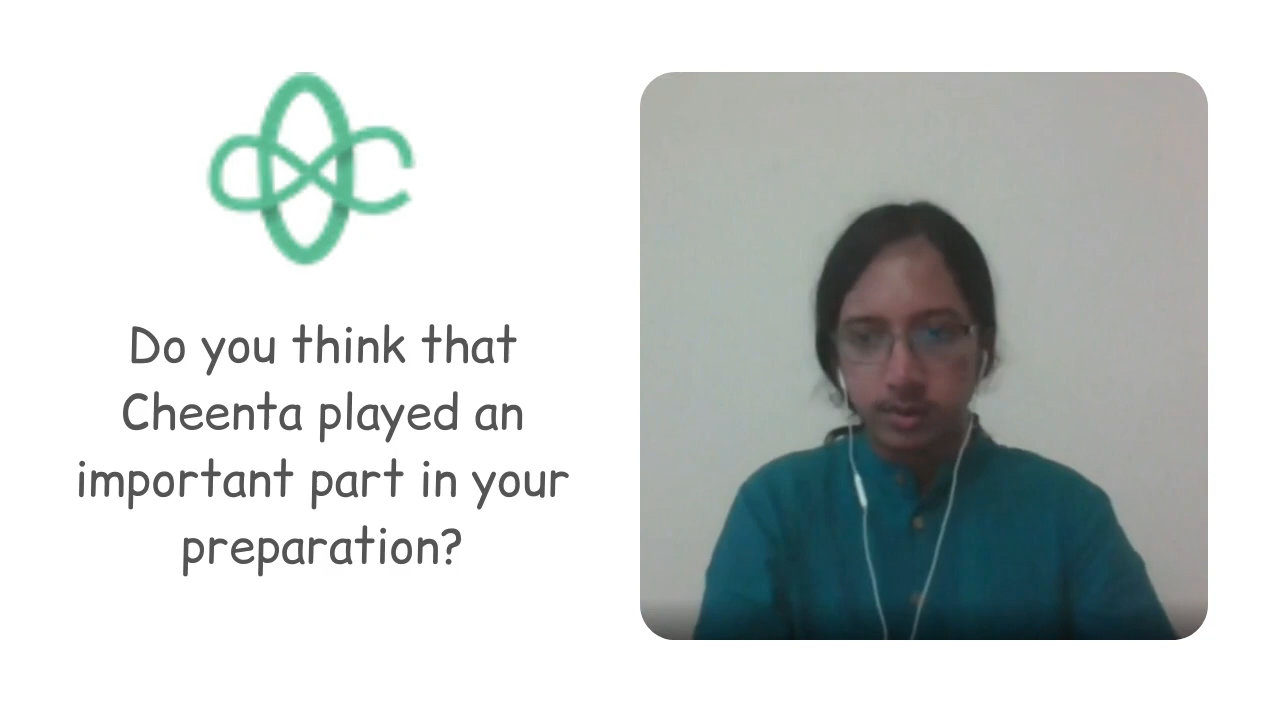 Do you think that
Cheenta played an
important part in your
preparation?